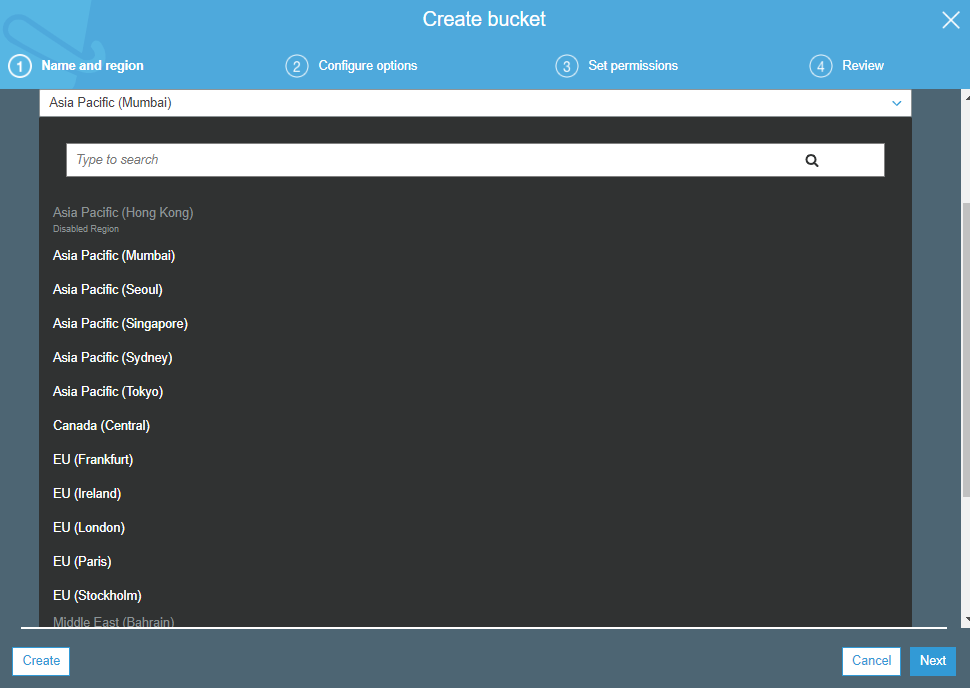 Create bucket
1 Name and region
2 Configure options
3 Set permissions
4 Review
Asia Pacific (Mumbai)
Type to search
Asia Pacific (Hong Kong)
Disabled Region
Asia Pacific (Mumbai)
Asia Pacific (Seoul)
Asia Pacific (Singapore)
Asia Pacific (Sydney)
Asia Pacific (Tokyo)
Canada (Central)
EU (Frankfurt)
EU (Ireland)
EU (London)
EU (Paris)
EU (Stockholm)
Middle East (Bahrain)
Create
Cancel
Next